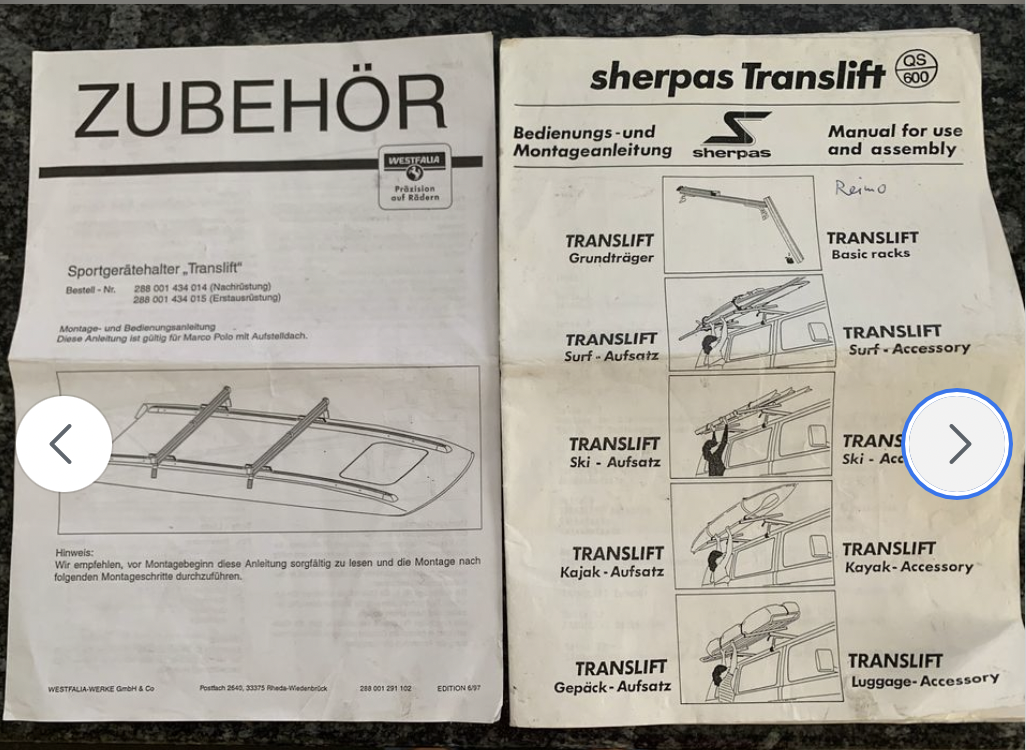 ZUBEHÖR
WESTFALIA
Präzision
auf Rädern
Sportgerätehalter „Translift"
Bestell - Nr. 288 001 434 014 (Nachrüstung)
288 001 434 015 (Erstausrüstung)
Montage- und Bedienungsanleitung
Diese Anleitung ist gültig für Marco Polo mit Aufstelldach.
Hinweis:
Wir empfehlen, vor Montagebeginn diese Anleitung sorgfältig zu lesen und die Montage nach
folgenden Montageschritte durchzuführen.
WESTFALIA-WERKE GmbH & Co Postfach 2640, 33375 Rheda-Wiedenbrück 288 001 291 102 EDITION 6/97
sherpas Translift
QS
600
Bedienungs-und
Montageanleitung
sherpas
Manual for use
and assembly
Reimo
TRANSLIFT
Grundträger
TRANSLIFT
Basic racks
TRANSLIFT
Surf - Aufsatz
TRANSLIFT
Surf - Accessory
TRANSLIFT
Ski - Aufsatz
TRANS
Ski - Acc
TRANSLIFT
Kajak - Aufsatz
TRANSLIFT
Kayak - Accessory
TRANSLIFT
Gepäck - Aufsatz
TRANSLIFT
Luggage - Accessory